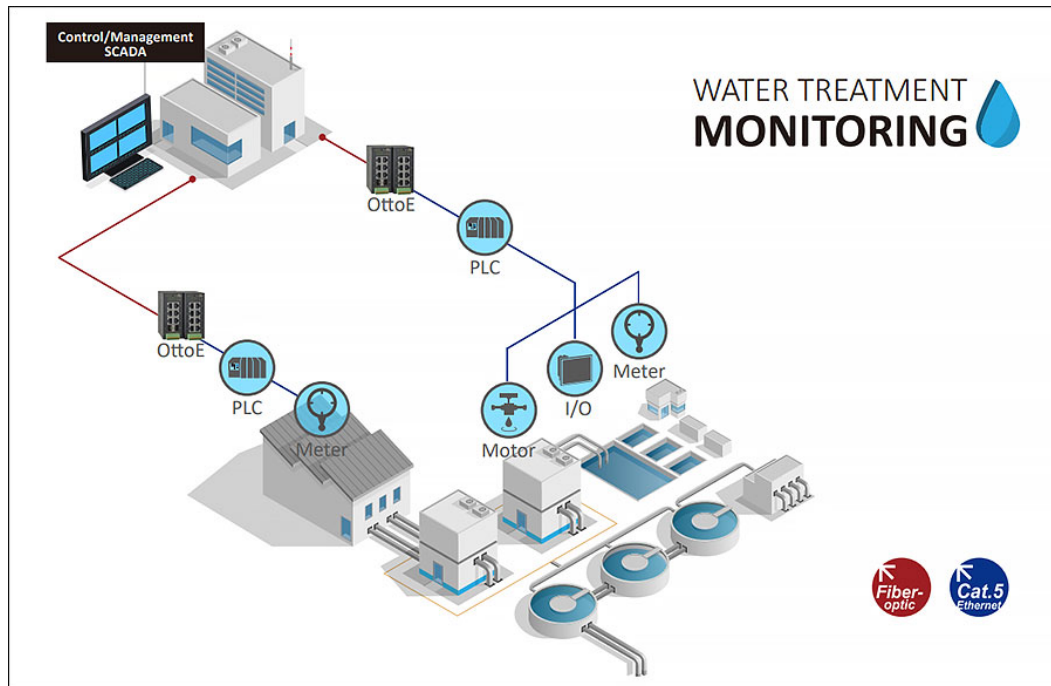 Control/Management
SCADA
WATER TREATMENT
MONITORING
OttoE
PLC
OttoE
PLC
Meter
Meter
I/O
Motor
Fiber-
optic
Cat.5
Ethernet